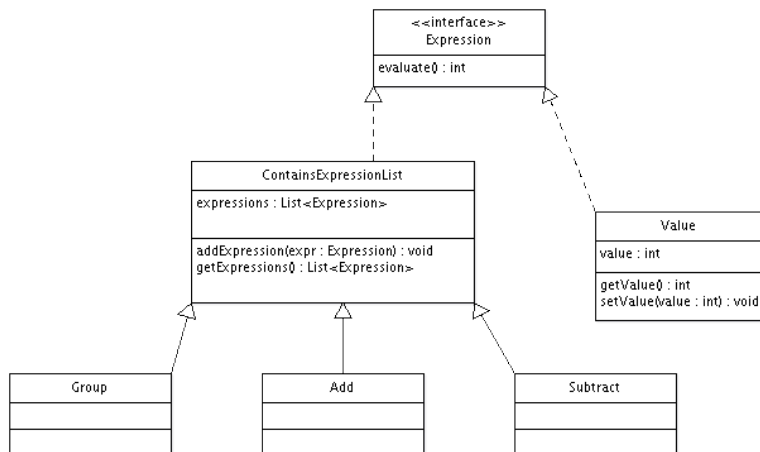 <<interface>>
Expression
evaluate() : int
ContainsExpressionList
expressions : List<Expression>
addExpression(expr : Expression) : void
getExpressions() : List<Expression>
Value
value : int
getValue() : int
setValue(value : int) : void
Group
Add
Subtract